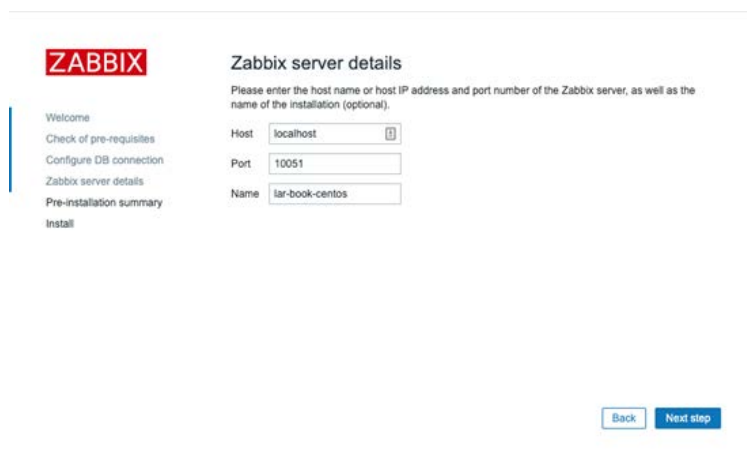 ZABBIX
Welcome
Check of pre-requisites
Configure DB connection
Zabbix server details
Pre-installation summary
Install
Zabbix server details
Please enter the host name or host IP address and port number of the Zabbix server, as well as the
name of the installation (optional).
Host localhost
Port 10051
Name lar-book-centos
Back Next step